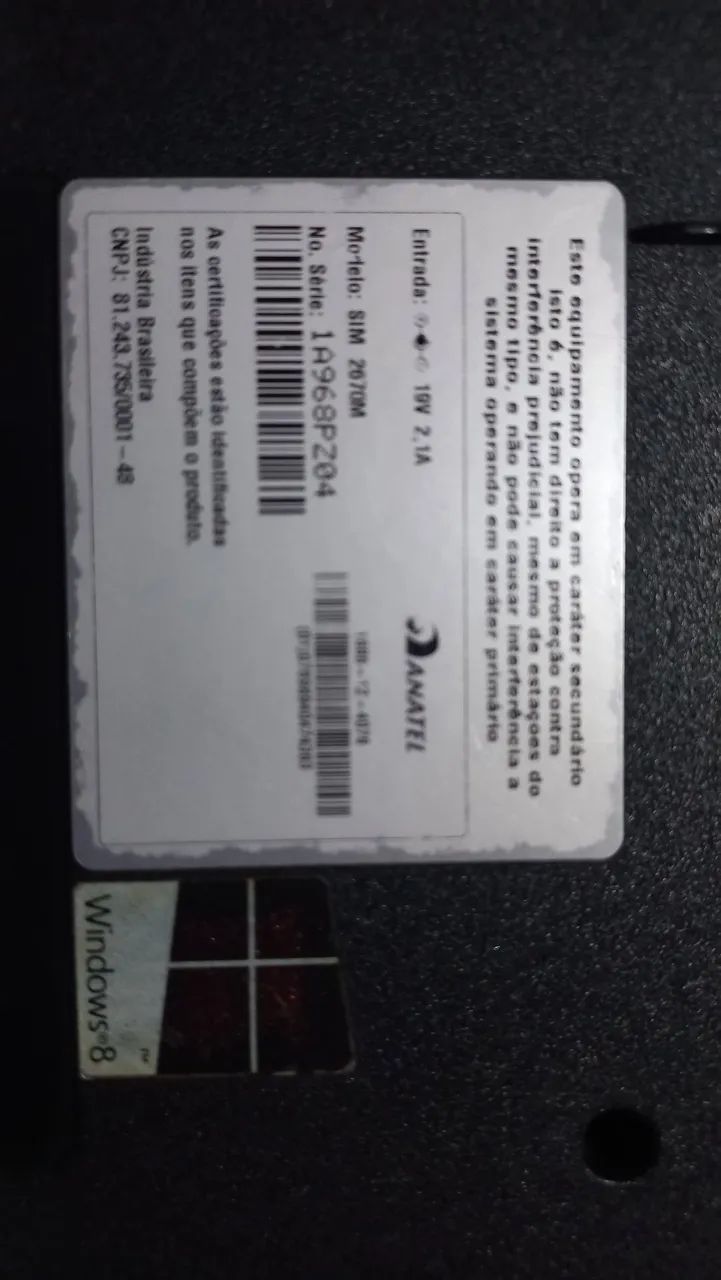 Este equipamento opera em caráter secundário
isto é, não tem direito a proteção contra
interferência prejudicial, mesmo de estações do
mesmo tipo, e não pode causar interferência a
sistema operando em caráter primário
Entrada: 19V 2,1A
ANATEL
Modelo: SIM 2070M
No. Série: 1A968PZ04
As certificações estão identificadas
nos itens que compõem o produto.
Indústria Brasileira
CNPJ: 81.243.735/0001-48
Windows®8